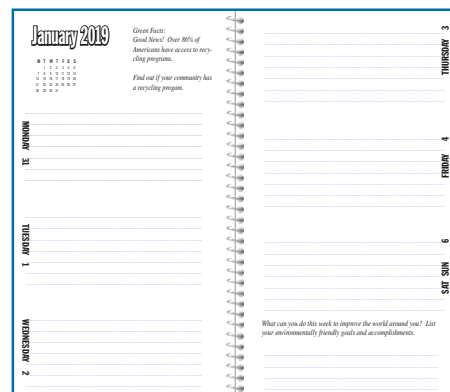 January 2019
Green Facts:
Good News! Over 86% of
Americans have access to recy-
cling programs.
Find out if your community has
a recycling progam.
M T W T F S S
MONDAY 31
TUESDAY 1
WEDNESDAY 2
THURSDAY 3
FRIDAY 4
SAT SUN 6
What can you do this week to improve the world around you? List
your environmentally friendly goals and accomplishments.